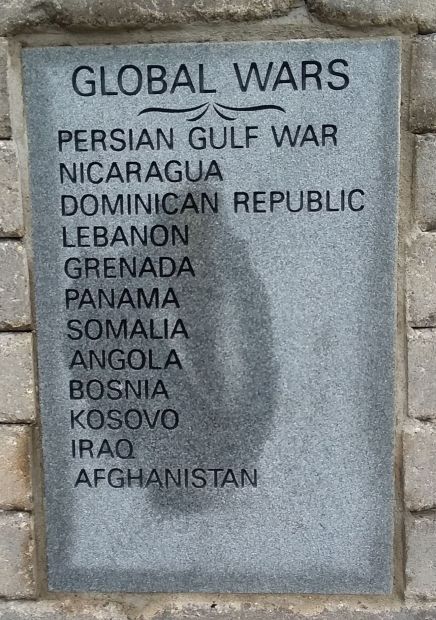 GLOBAL WARS
PERSIAN GULF WAR
NICARAGUA
DOMINICAN REPUBLIC
LEBANON
GRENADA
PANAMA
SOMALIA
ANGOLA
BOSNIA
KOSOVO
IRAQ
AFGHANISTAN